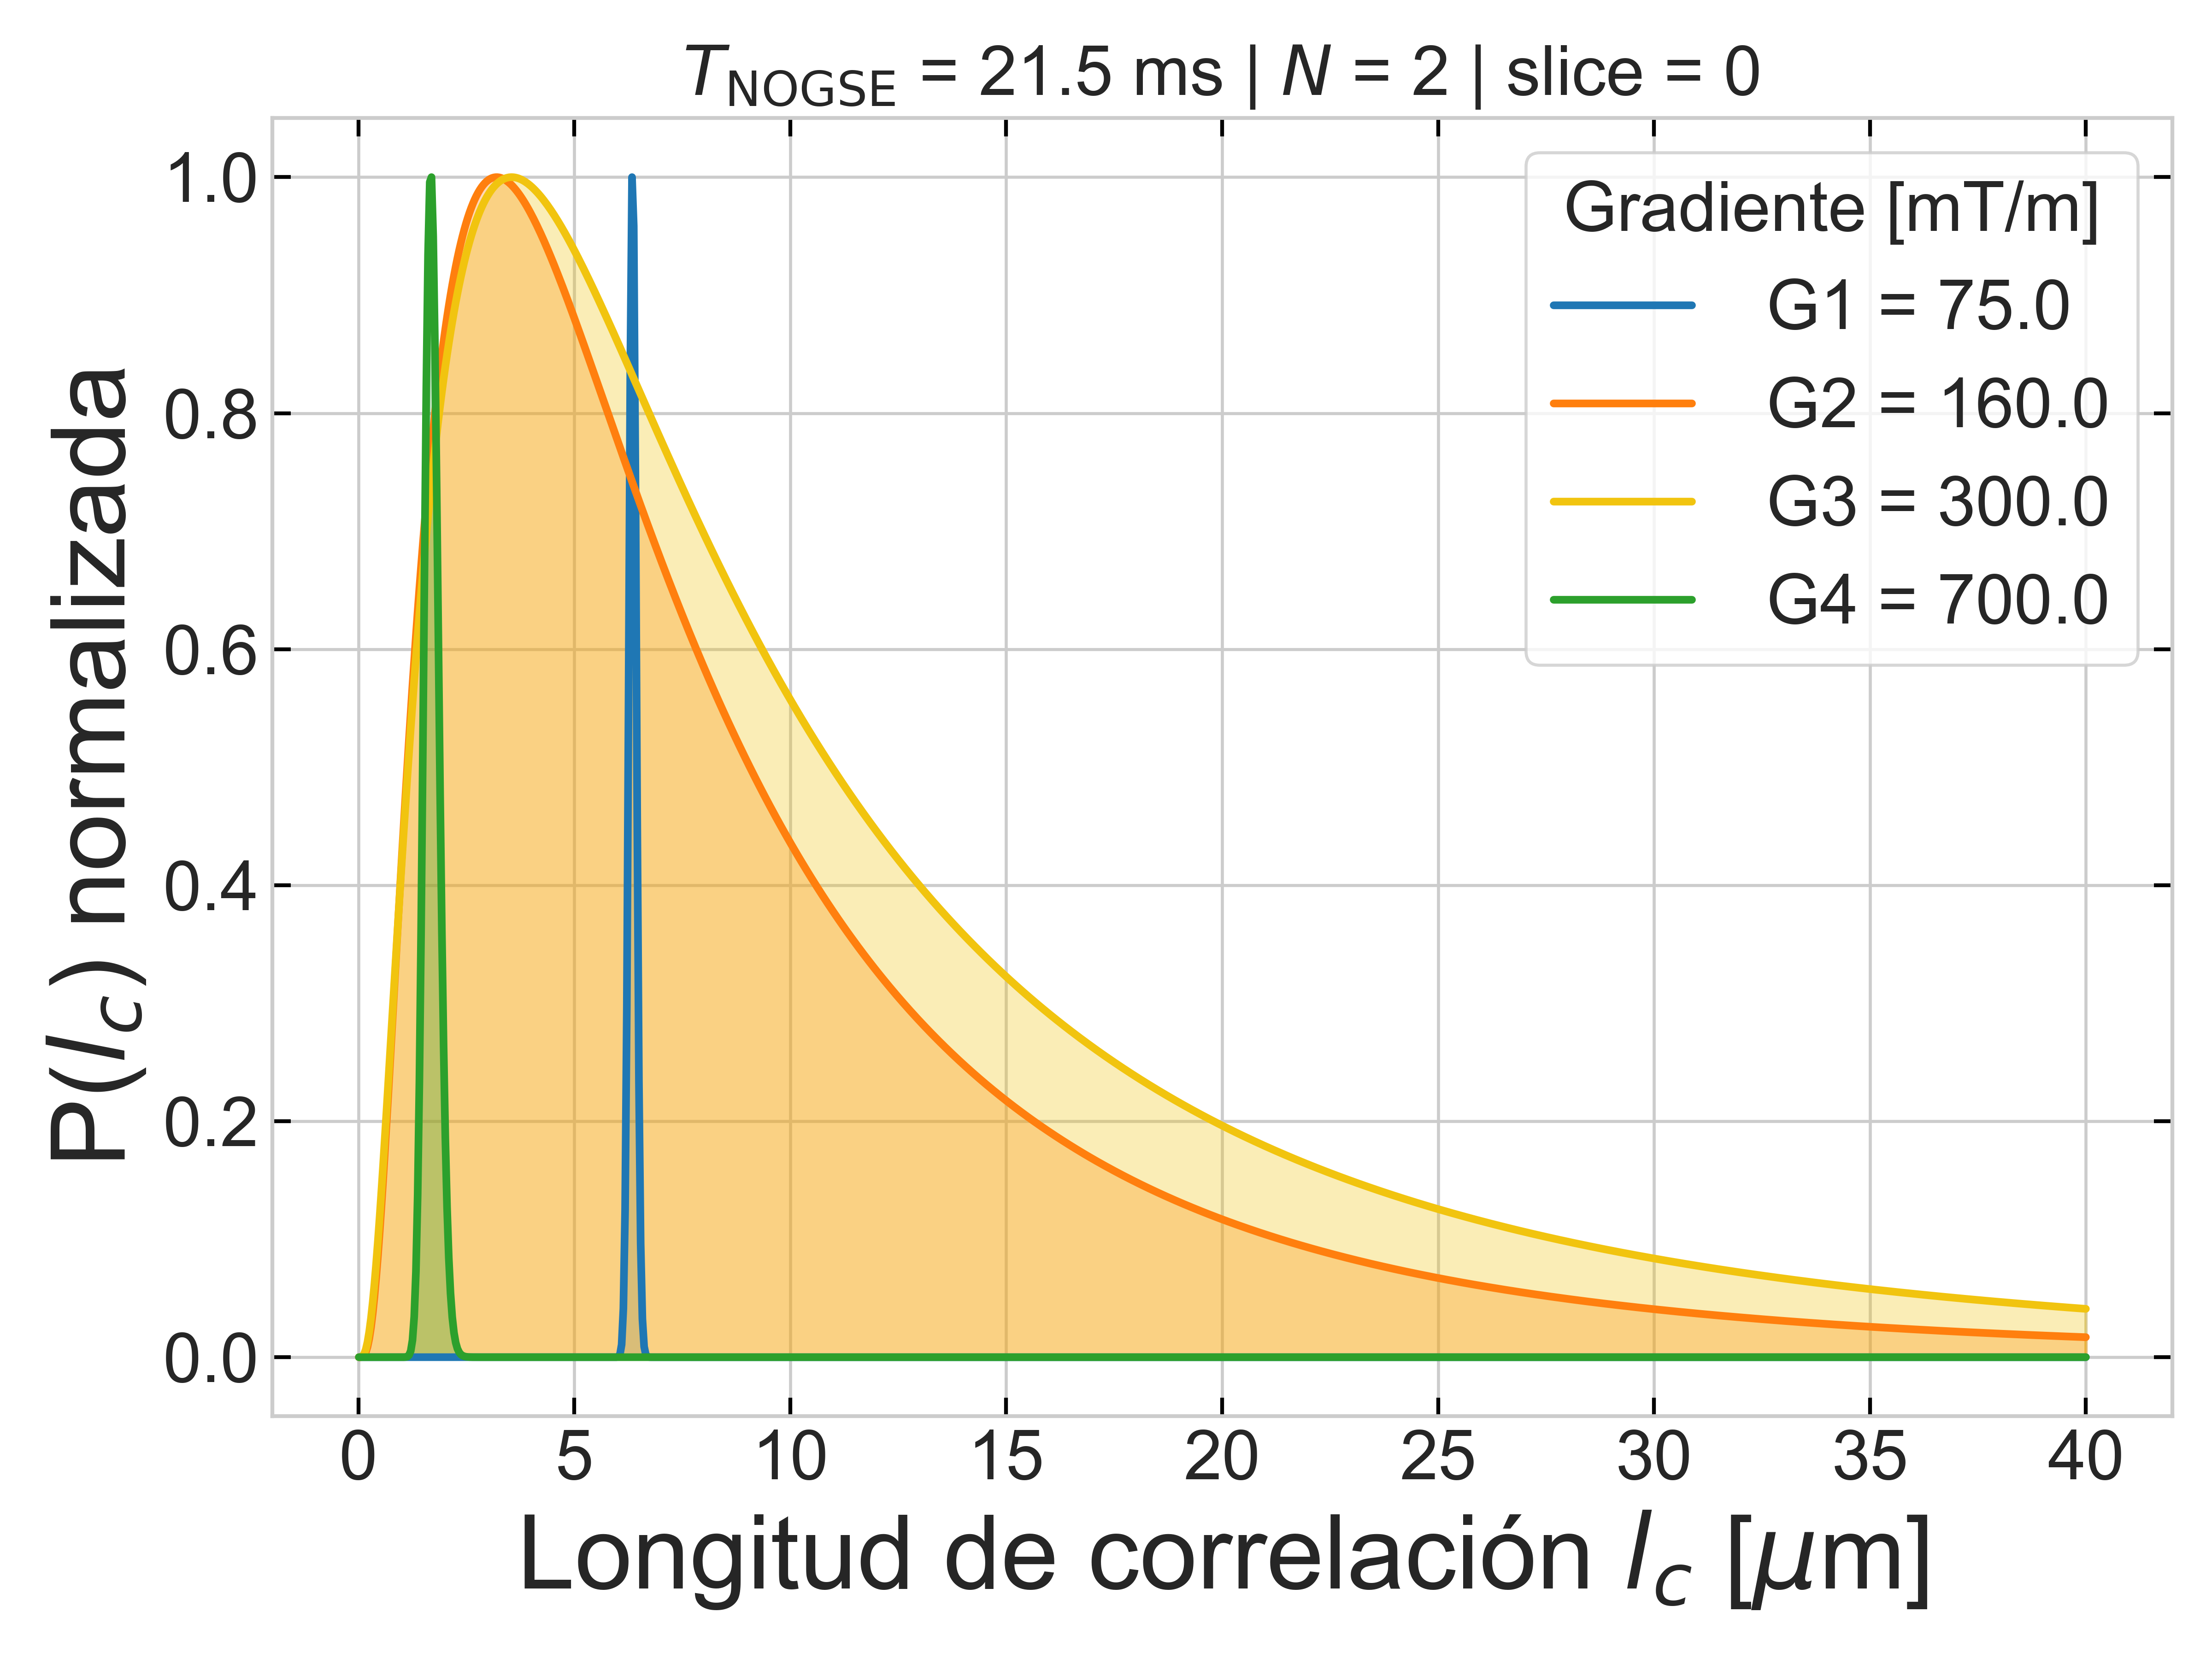 T_NOGSE = 21.5 ms | N = 2 | slice = 0
P(l_c) normalizada
1.0
0.8
0.6
0.4
0.2
0.0
Gradiente [mT/m]
G1 = 75.0
G2 = 160.0
G3 = 300.0
G4 = 700.0
0 5 10 15 20 25 30 35 40
Longitud de correlación l_c [μm]